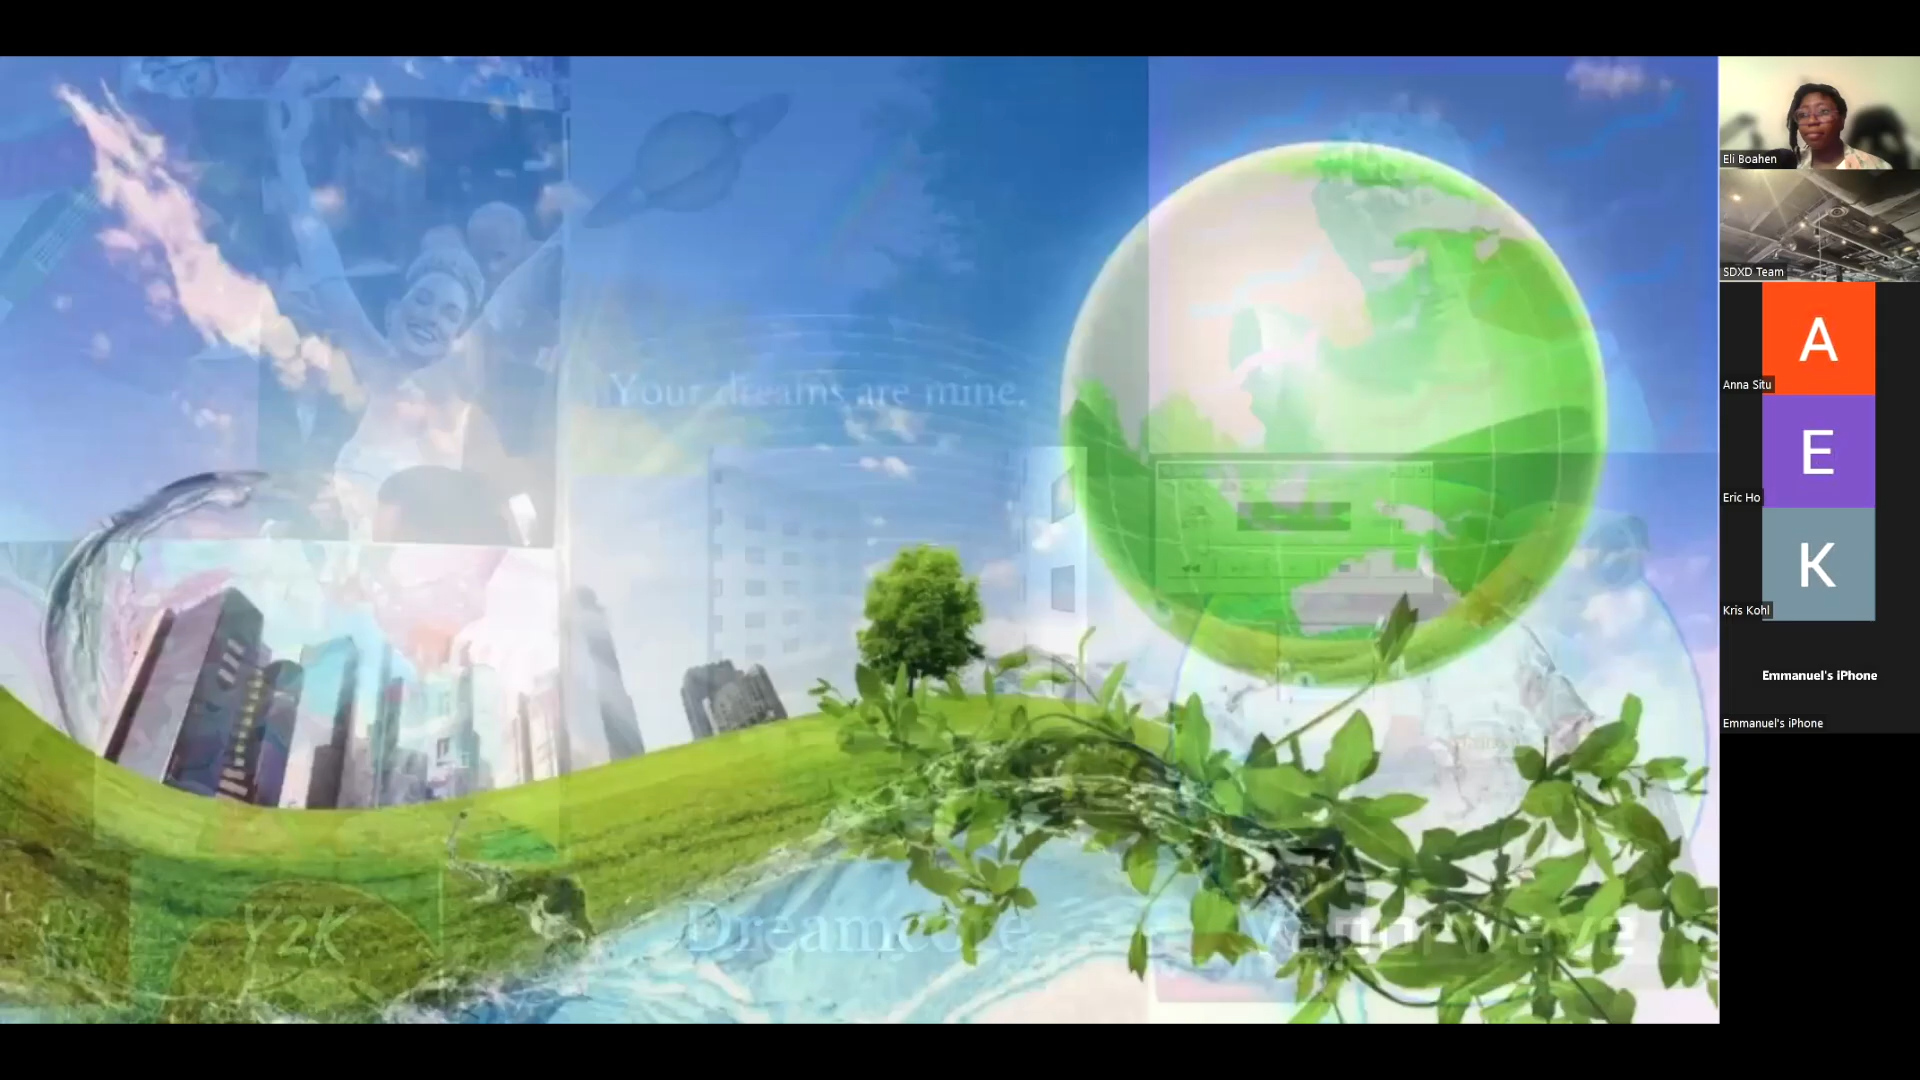 Your dreams are mine.
Y2K
Dreamcore
Vaporwave
Eli Boahen
SDXD Team
A
Anna Situ
E
Eric Ho
K
Kris Kohl
Emmanuel's iPhone
Emmanuel's iPhone